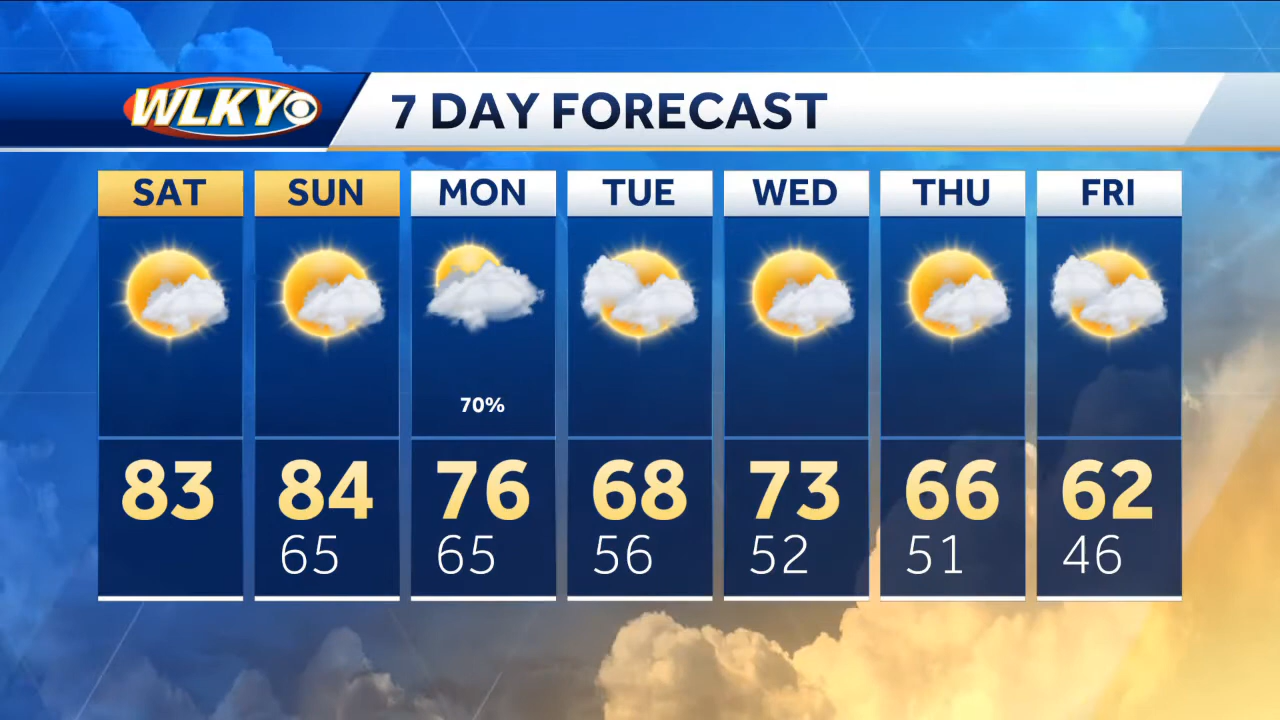 WLKY
7 DAY FORECAST
SAT SUN MON TUE WED THU FRI
70%
83 84 76 68 73 66 62
65 65 56 52 51 46